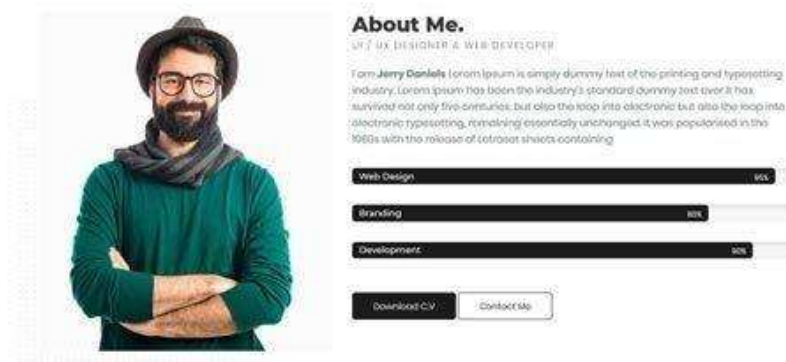 About Me.
UI / UX DESIGNER & WEB DEVELOPER
I am Jerry Daniels Lorem Ipsum is simply dummy text of the printing and typesetting
industry. Lorem Ipsum has been the industry's standard dummy text ever it has
survived not only five centuries, but also the leap into electronic but also the leap into
electronic typesetting, remaining essentially unchanged. it was popularised in the
1960s with the release of Letraset sheets containing
Web Design 95%
Branding 80%
Development 90%
Download C.V
Contact Me